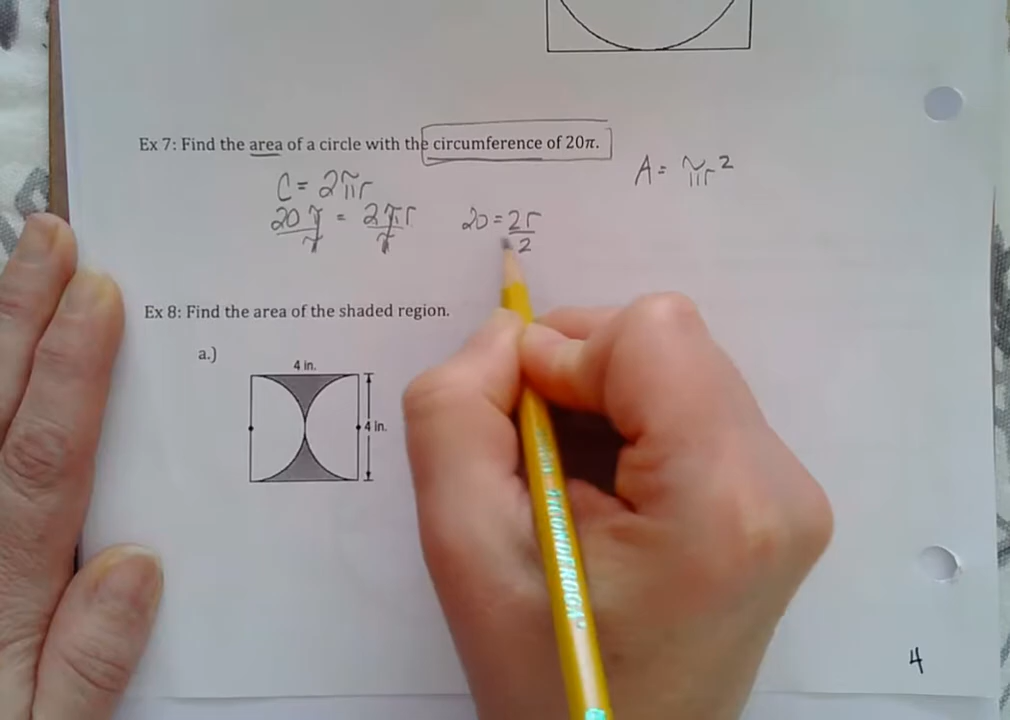 Ex 7: Find the area of a circle with the circumference of 20π.
A = πr²
C = 2πr
20π/π = 2πr/π
20 = 2r/2
Ex 8: Find the area of the shaded region.
a.)
4 in.
4 in.
TICONDEROGA
4